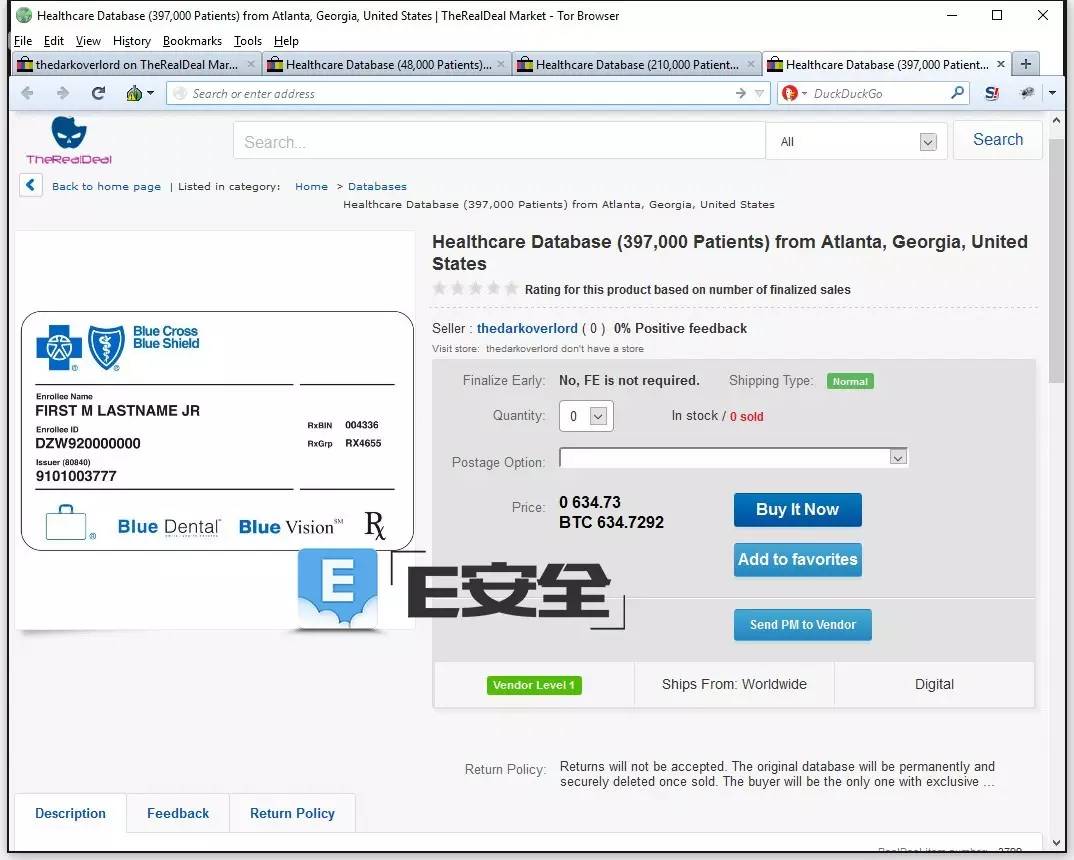 Healthcare Database (397,000 Patients) from Atlanta, Georgia, United States | TheRealDeal Market - Tor Browser
File Edit View History Bookmarks Tools Help
thedarkoverlord on TheRealDeal Mar... Healthcare Database (48,000 Patients)... Healthcare Database (210,000 Patient... Healthcare Database (397,000 Patient...
Search or enter address DuckDuckGo S!
TheRealDeal
Search... All Search
Back to home page | Listed in category: Home > Databases
Healthcare Database (397,000 Patients) from Atlanta, Georgia, United States
Healthcare Database (397,000 Patients) from Atlanta, Georgia, United
States
Rating for this product based on number of finalized sales
Seller : thedarkoverlord ( 0 ) 0% Positive feedback
Visit store: thedarkoverlord don't have a store
Finalize Early: No, FE is not required. Shipping Type: Normal
Quantity: 0 In stock / 0 sold
Postage Option:
Price: 0 634.73
BTC 634.7292
Buy It Now
Add to favorites
Send PM to Vendor
Vendor Level 1 Ships From: Worldwide Digital
Return Policy: Returns will not be accepted. The original database will be permanently and
securely deleted once sold. The buyer will be the only one with exclusive ...
Blue Cross
Blue Shield
Enrollee Name
FIRST M LASTNAME JR
Enrollee ID
DZW920000000
Issuer (80840)
9101003777
RxBIN 004336
RxGrp RX4655
Blue Dental Blue Vision℠ Rx
E E安全
Description Feedback Return Policy